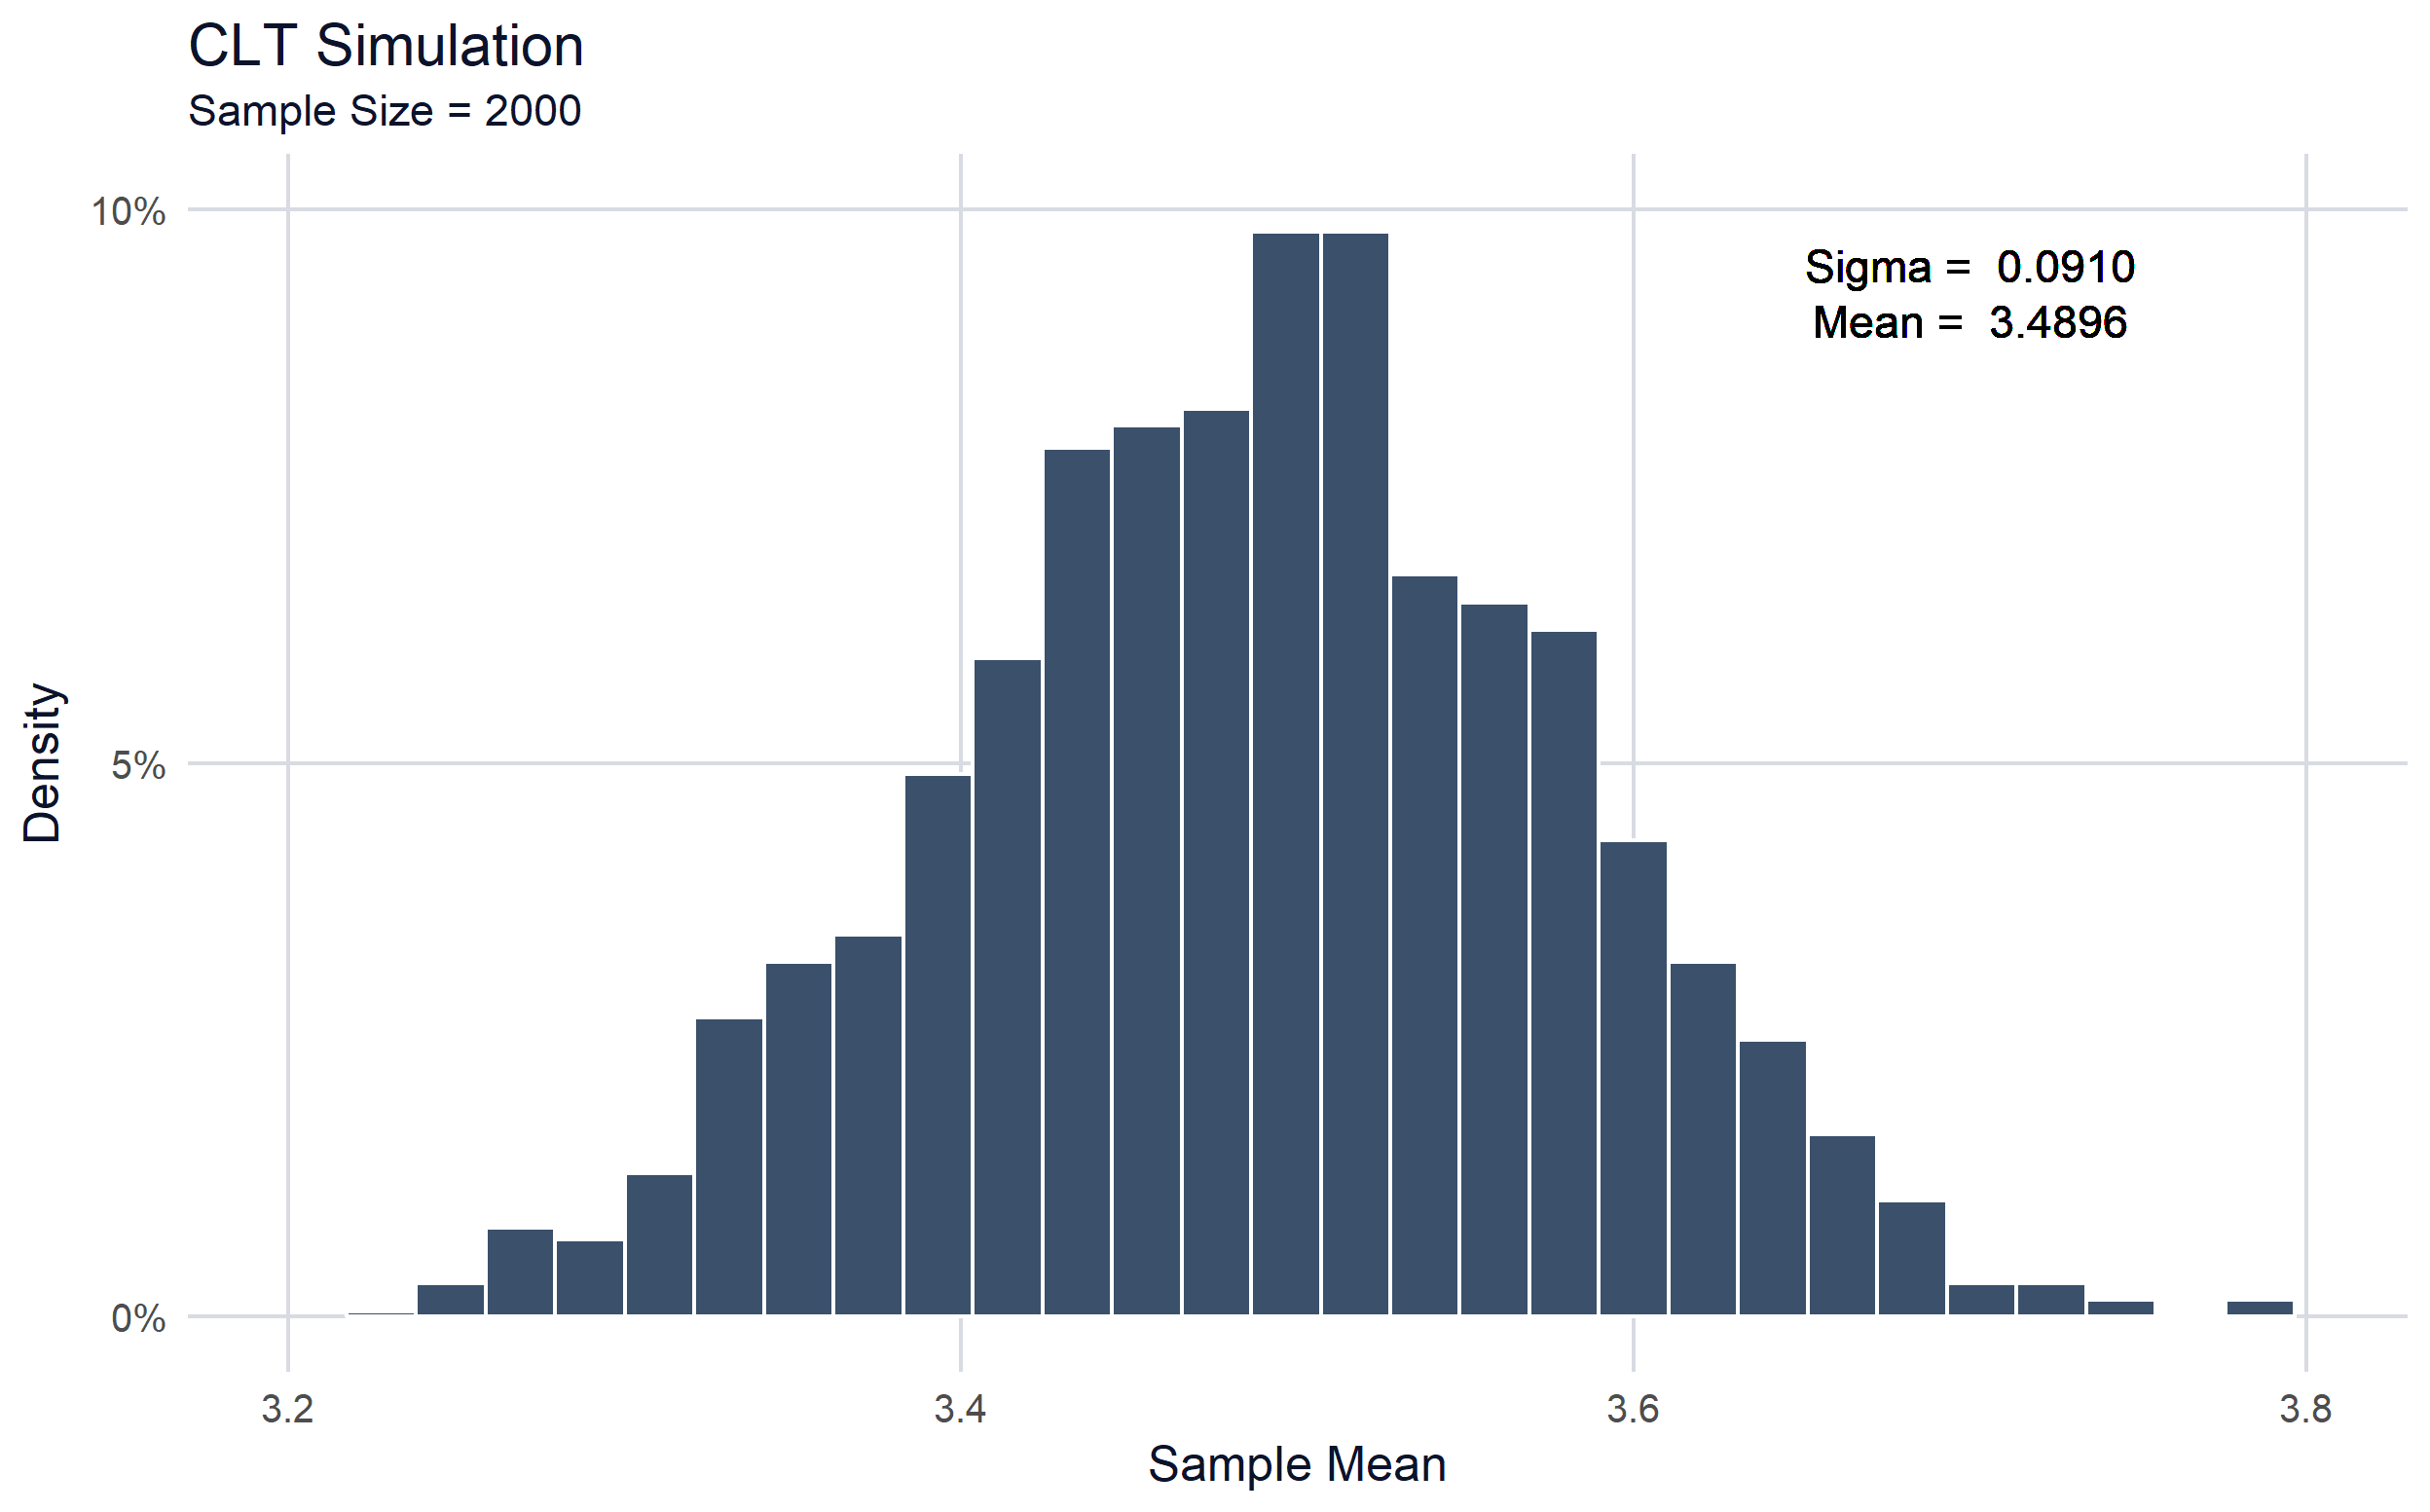 CLT Simulation
Sample Size = 2000
10%
Sigma = 0.0910
Mean = 3.4896
5%
Density
0%
3.2 3.4 3.6 3.8
Sample Mean